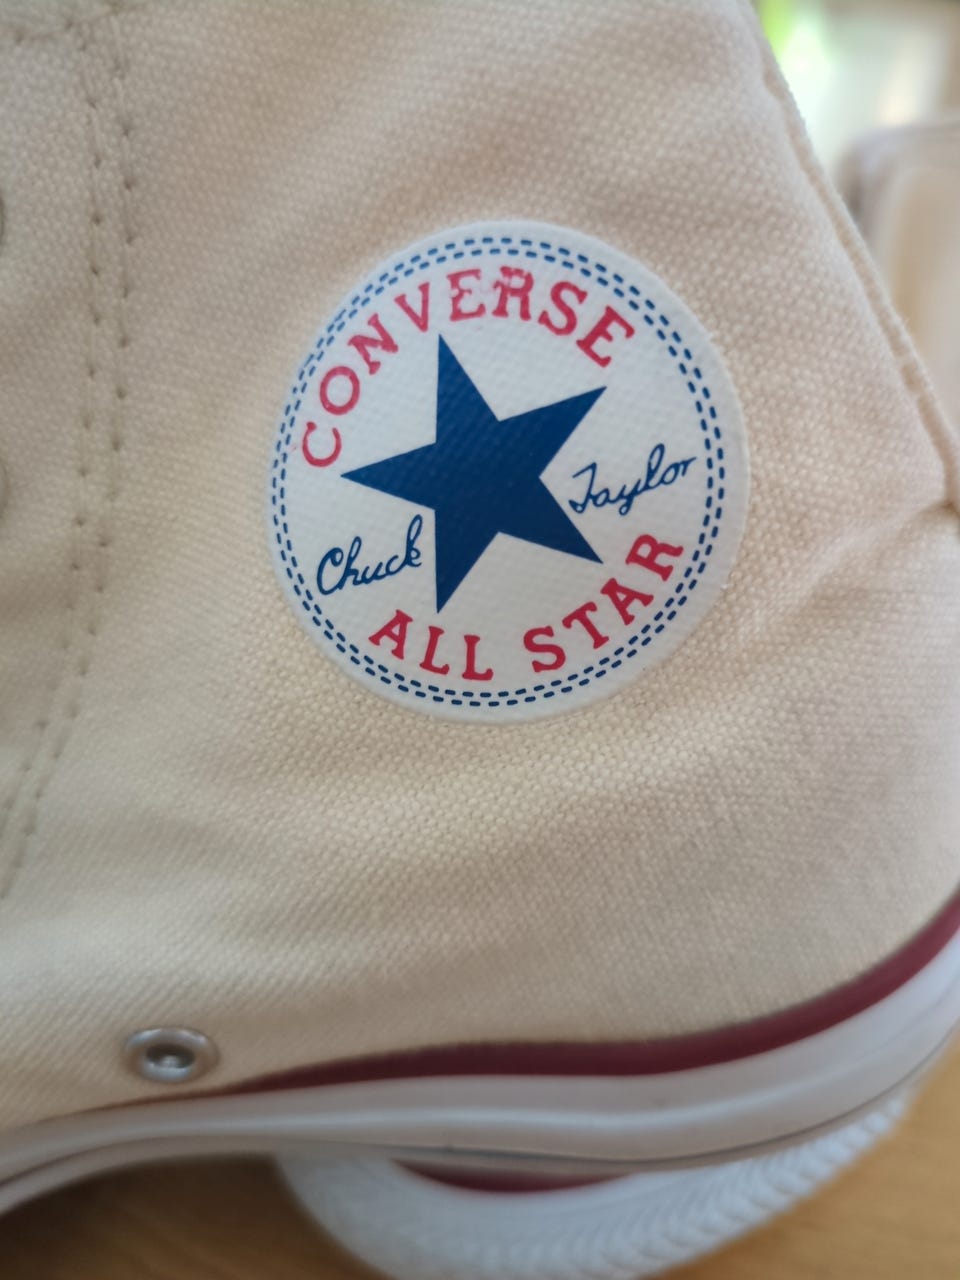 CONVERSE
Chuck Taylor
ALL STAR